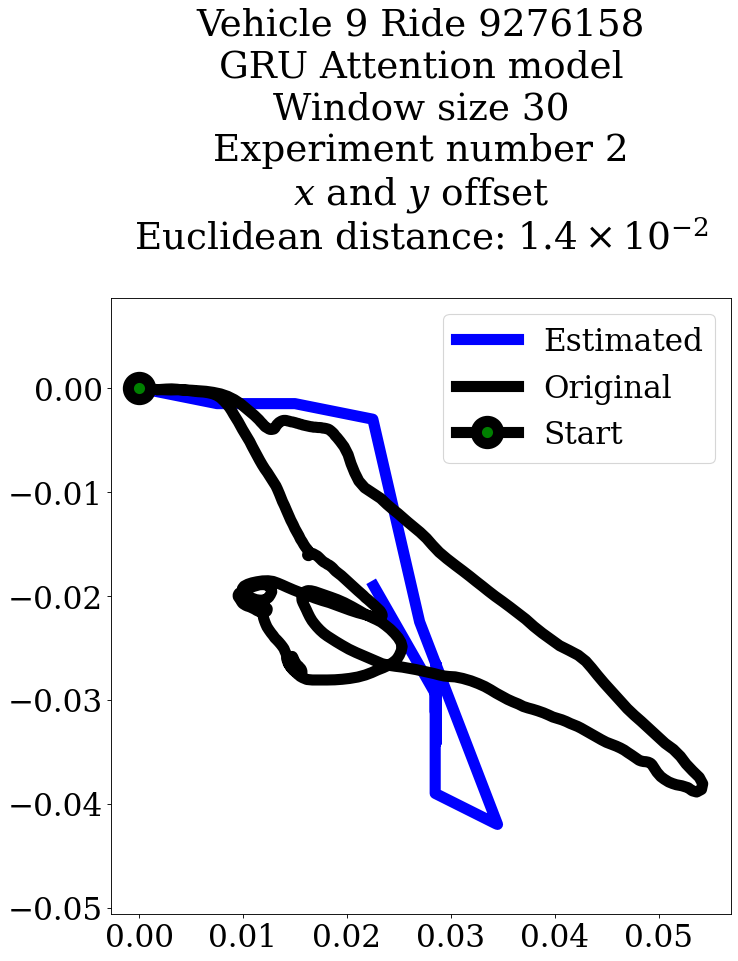 Vehicle 9 Ride 9276158
GRU Attention model
Window size 30
Experiment number 2
x and y offset
Euclidean distance: 1.4 × 10⁻²
Estimated
Original
Start
0.00
−0.01
−0.02
−0.03
−0.04
−0.05
0.00 0.01 0.02 0.03 0.04 0.05